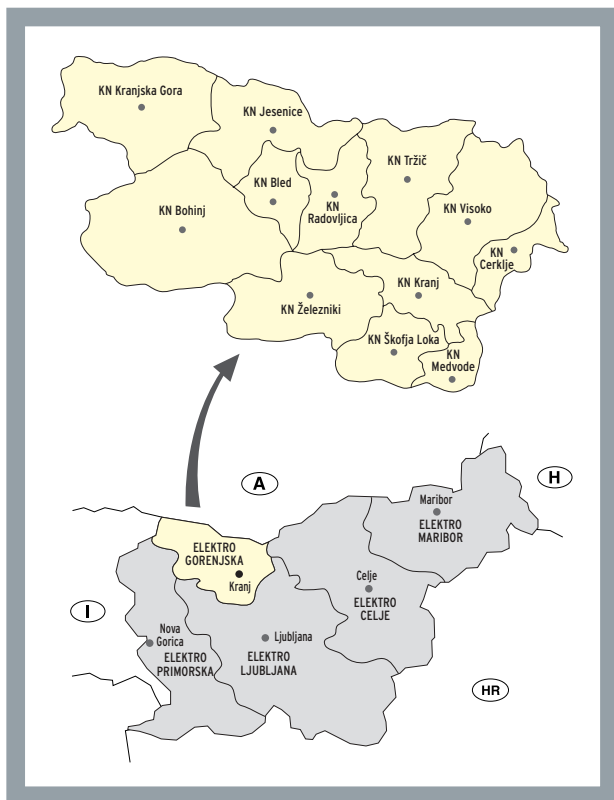 KN Kranjska Gora
KN Jesenice
KN Tržič
KN Bled
KN
Radovljica
KN Bohinj
KN Visoko
KN
Cerklje
KN Kranj
KN Železniki
KN Škofja Loka
KN
Medvode
A
H
Maribor
ELEKTRO
MARIBOR
ELEKTRO
GORENJSKA
Kranj
Celje
ELEKTRO
CELJE
I
Nova
Gorica
ELEKTRO
PRIMORSKA
Ljubljana
ELEKTRO
LJUBLJANA
HR